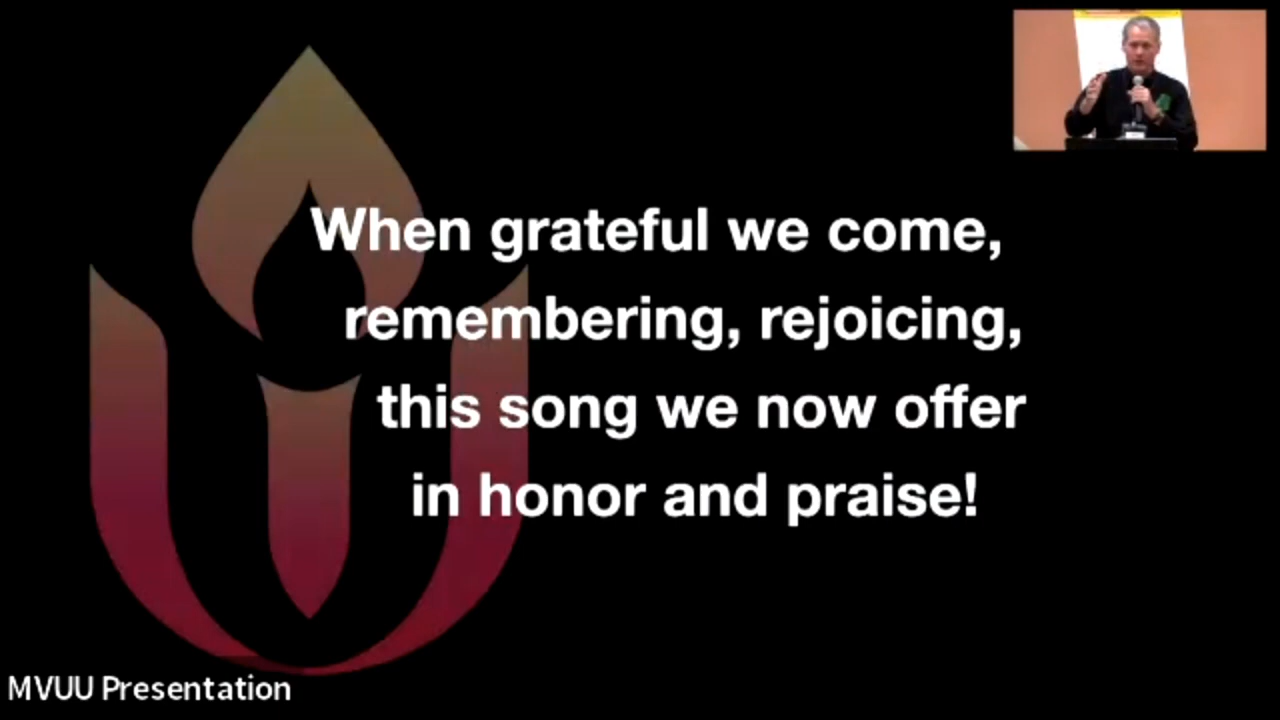 When grateful we come,
remembering, rejoicing,
this song we now offer
in honor and praise!
MVUU Presentation